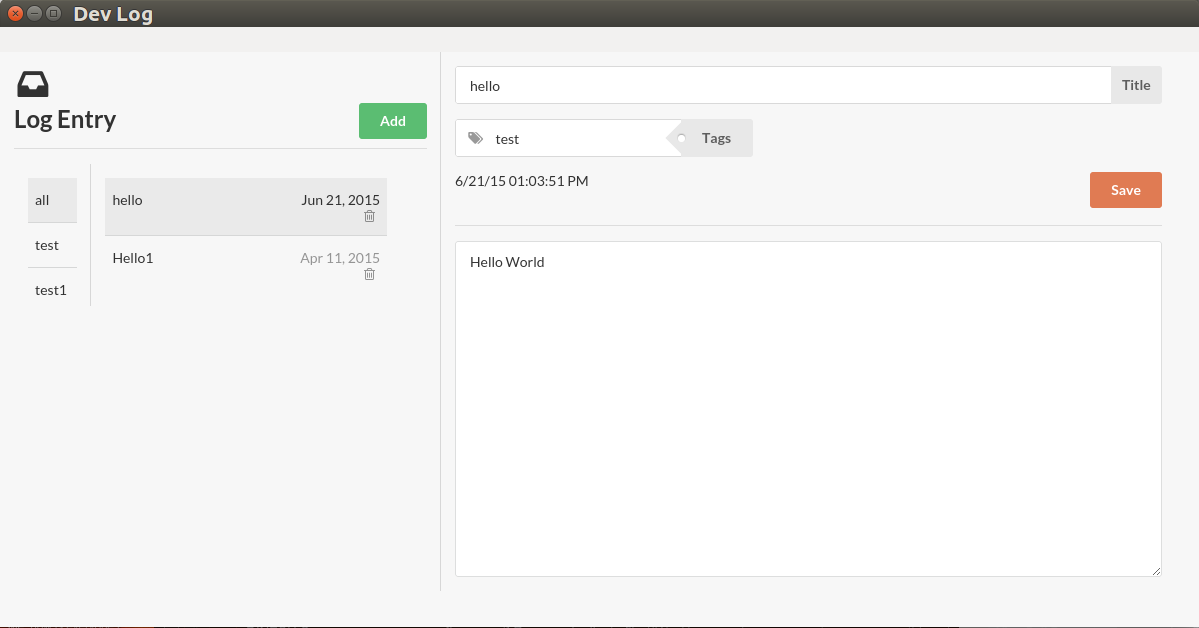 Dev Log
Log Entry
Add
all
test
test1
hello Jun 21, 2015
Hello1 Apr 11, 2015
hello Title
test Tags
6/21/15 01:03:51 PM
Save
Hello World